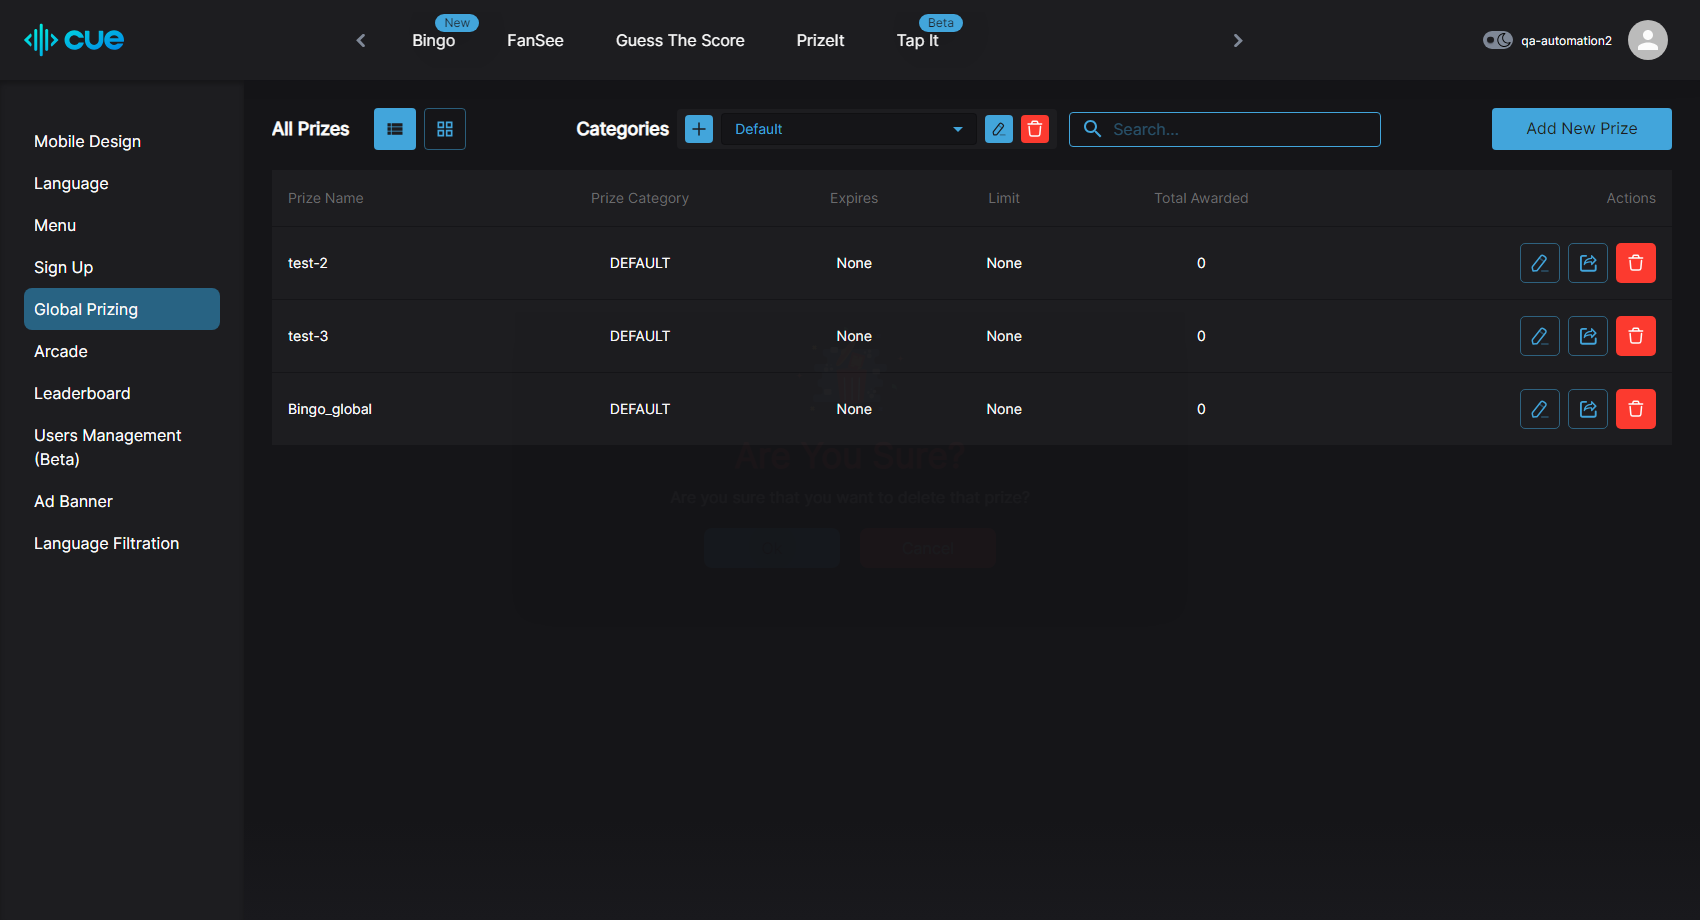 cue
New
Bingo
FanSee
Guess The Score
PrizeIt
Beta
Tap It
qa-automation2
Mobile Design
Language
Menu
Sign Up
Global Prizing
Arcade
Leaderboard
Users Management
(Beta)
Ad Banner
Language Filtration
All Prizes
Categories
Default
Search...
Add New Prize
Prize Name Prize Category Expires Limit Total Awarded Actions
test-2 DEFAULT None None 0
test-3 DEFAULT None None 0
Bingo_global DEFAULT None None 0
Are You Sure?
Are you sure that you want to delete that prize?